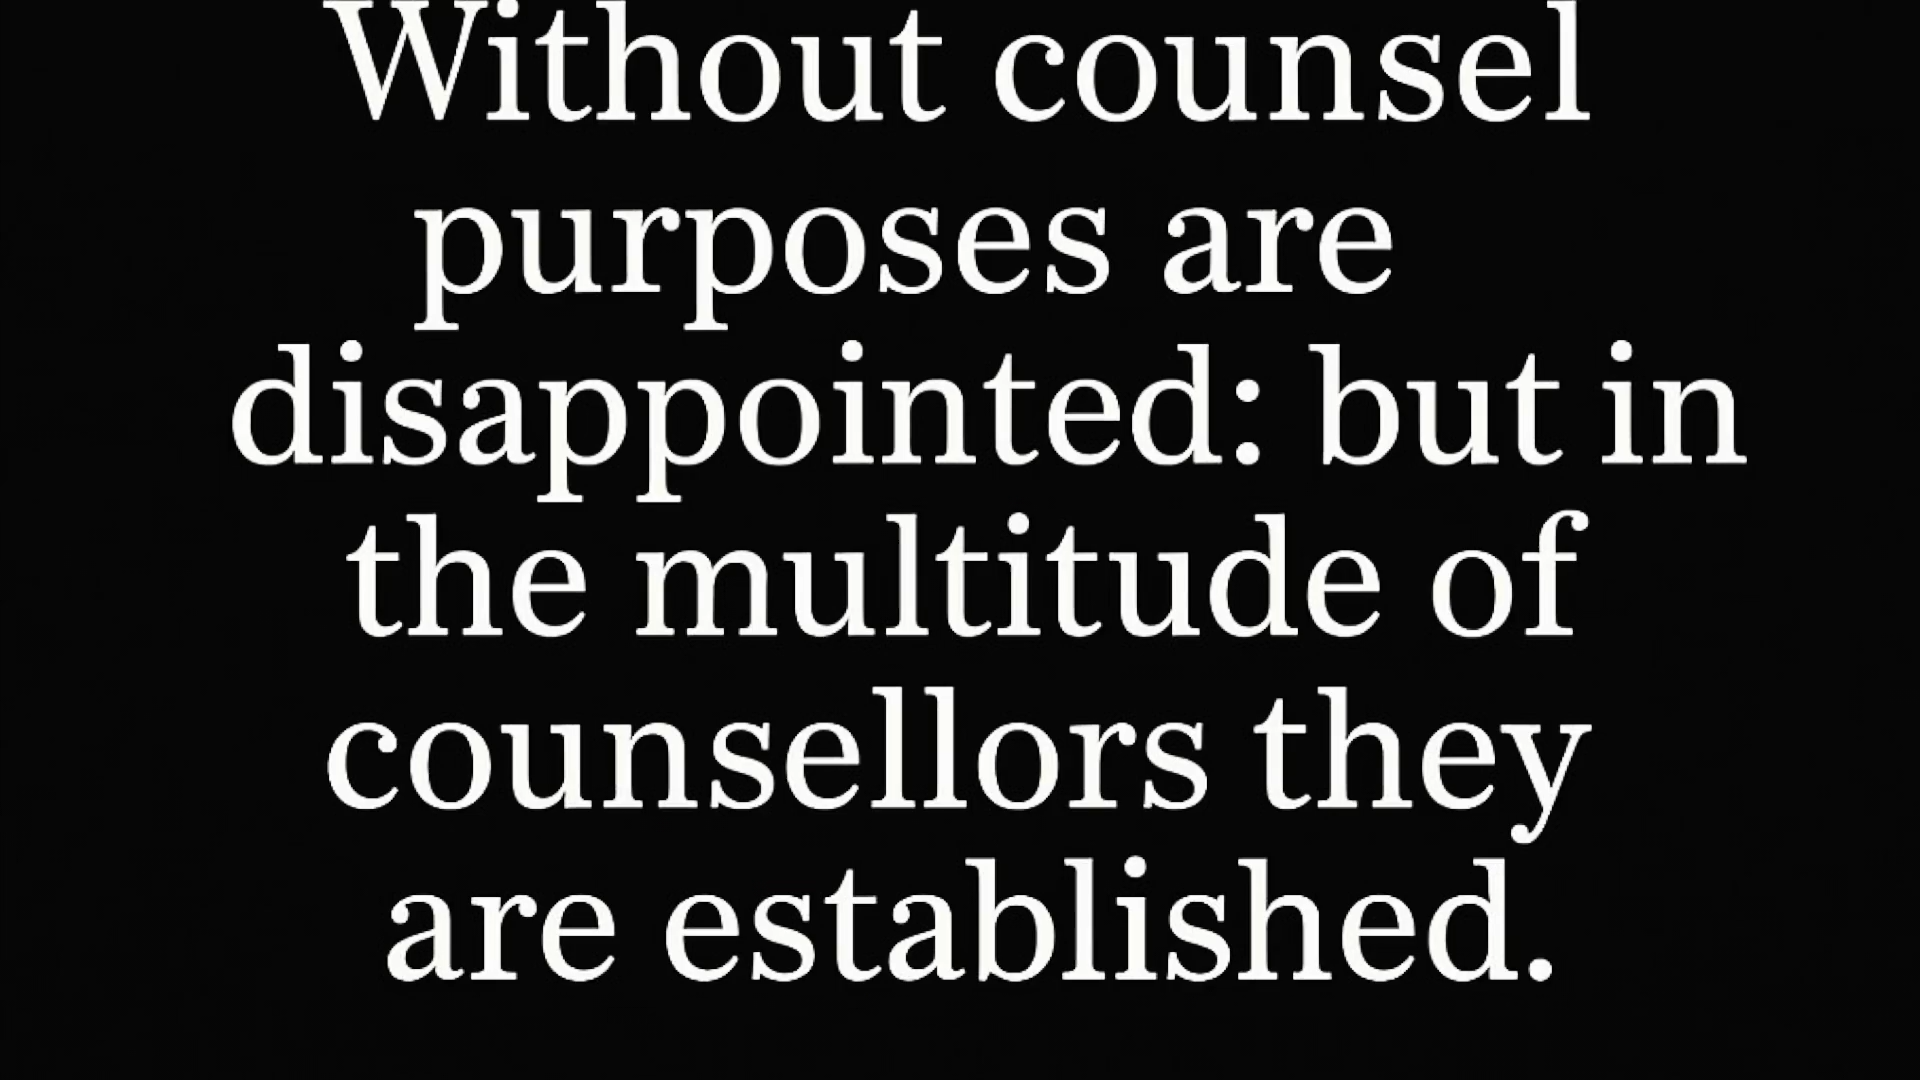 Without counsel
purposes are
disappointed: but in
the multitude of
counsellors they
are established.